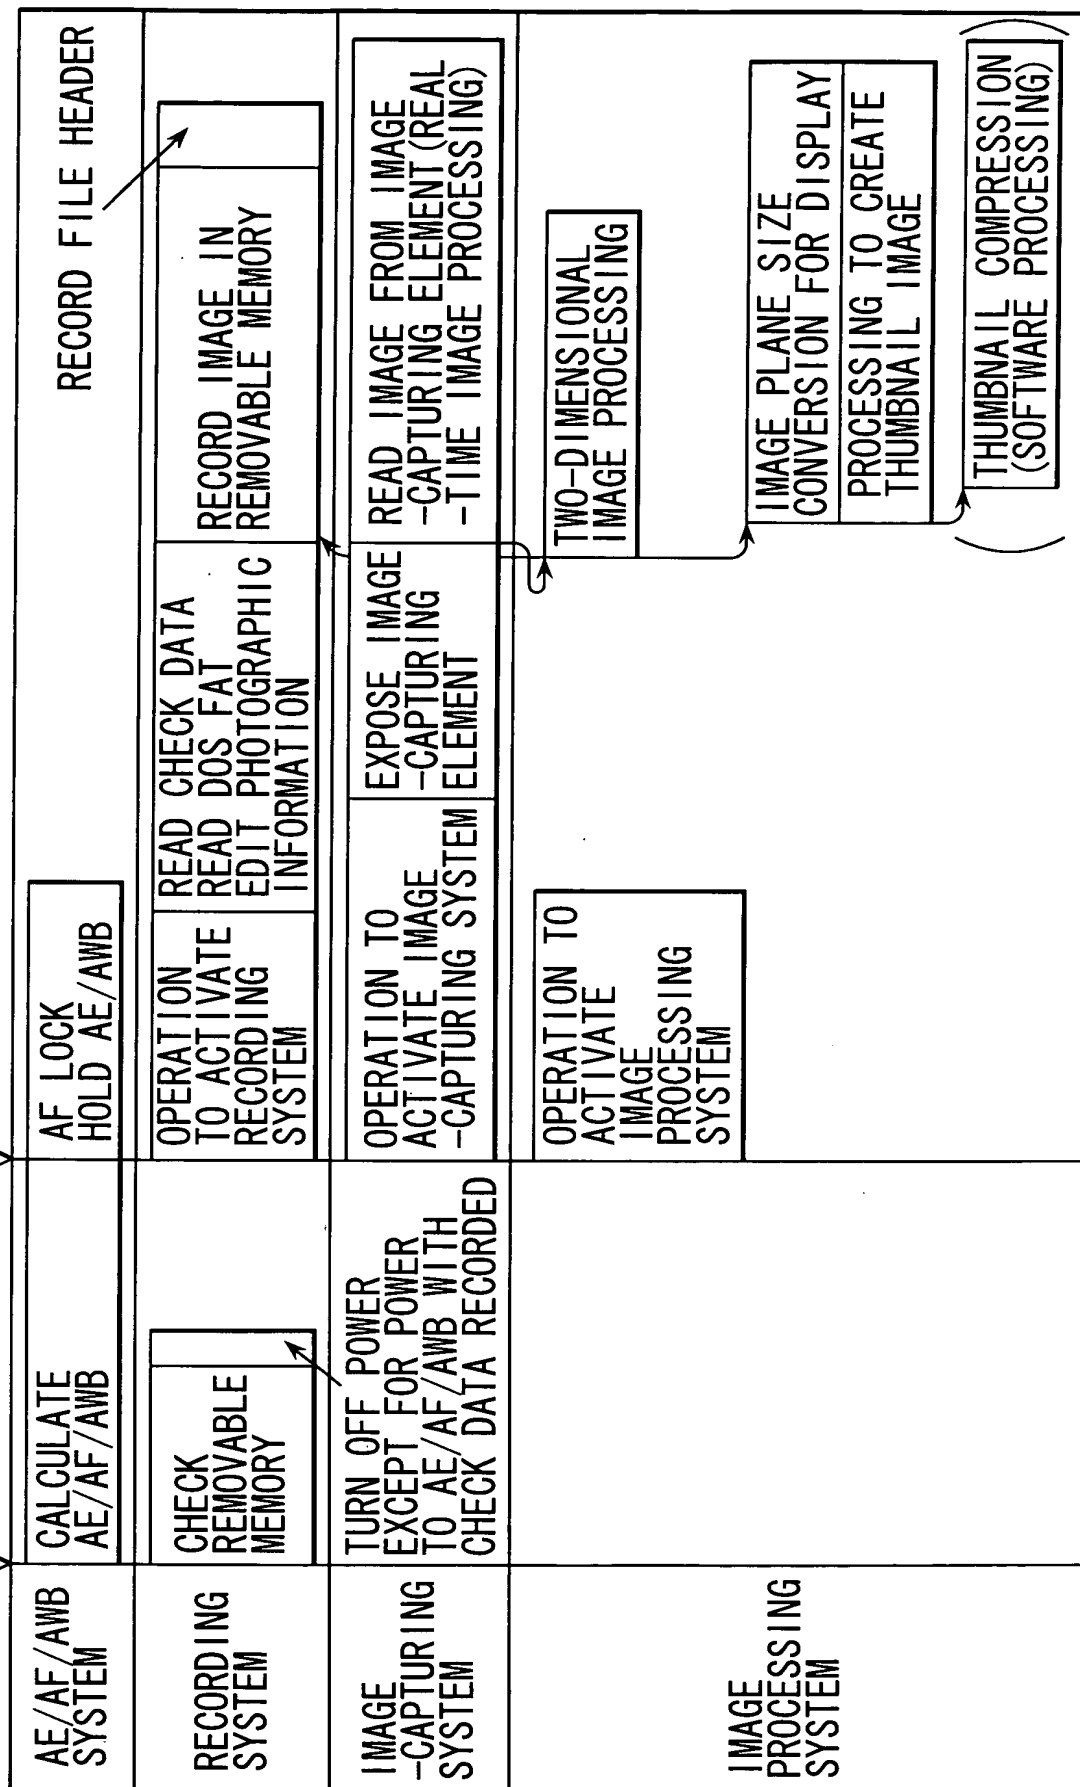 AE/AF/AWB
SYSTEM
CALCULATE
AE/AF/AWB
AF LOCK
HOLD AE/AWB
RECORD FILE HEADER
RECORDING
SYSTEM
CHECK
REMOVABLE
MEMORY
OPERATION
TO ACTIVATE
RECORDING
SYSTEM
READ CHECK DATA
READ DOS FAT
EDIT PHOTOGRAPHIC
INFORMATION
RECORD IMAGE IN
REMOVABLE MEMORY
IMAGE
-CAPTURING
SYSTEM
TURN OFF POWER
EXCEPT FOR POWER
TO AE/AF/AWB WITH
CHECK DATA RECORDED
OPERATION TO
ACTIVATE IMAGE
-CAPTURING SYSTEM
EXPOSE IMAGE
-CAPTURING
ELEMENT
READ IMAGE FROM IMAGE
-CAPTURING ELEMENT(REAL
-TIME IMAGE PROCESSING)
IMAGE
PROCESSING
SYSTEM
OPERATION TO
ACTIVATE
IMAGE
PROCESSING
SYSTEM
TWO-DIMENSIONAL
IMAGE PROCESSING
IMAGE PLANE SIZE
CONVERSION FOR DISPLAY
PROCESSING TO CREATE
THUMBNAIL IMAGE
THUMBNAIL COMPRESSION
(SOFTWARE PROCESSING)